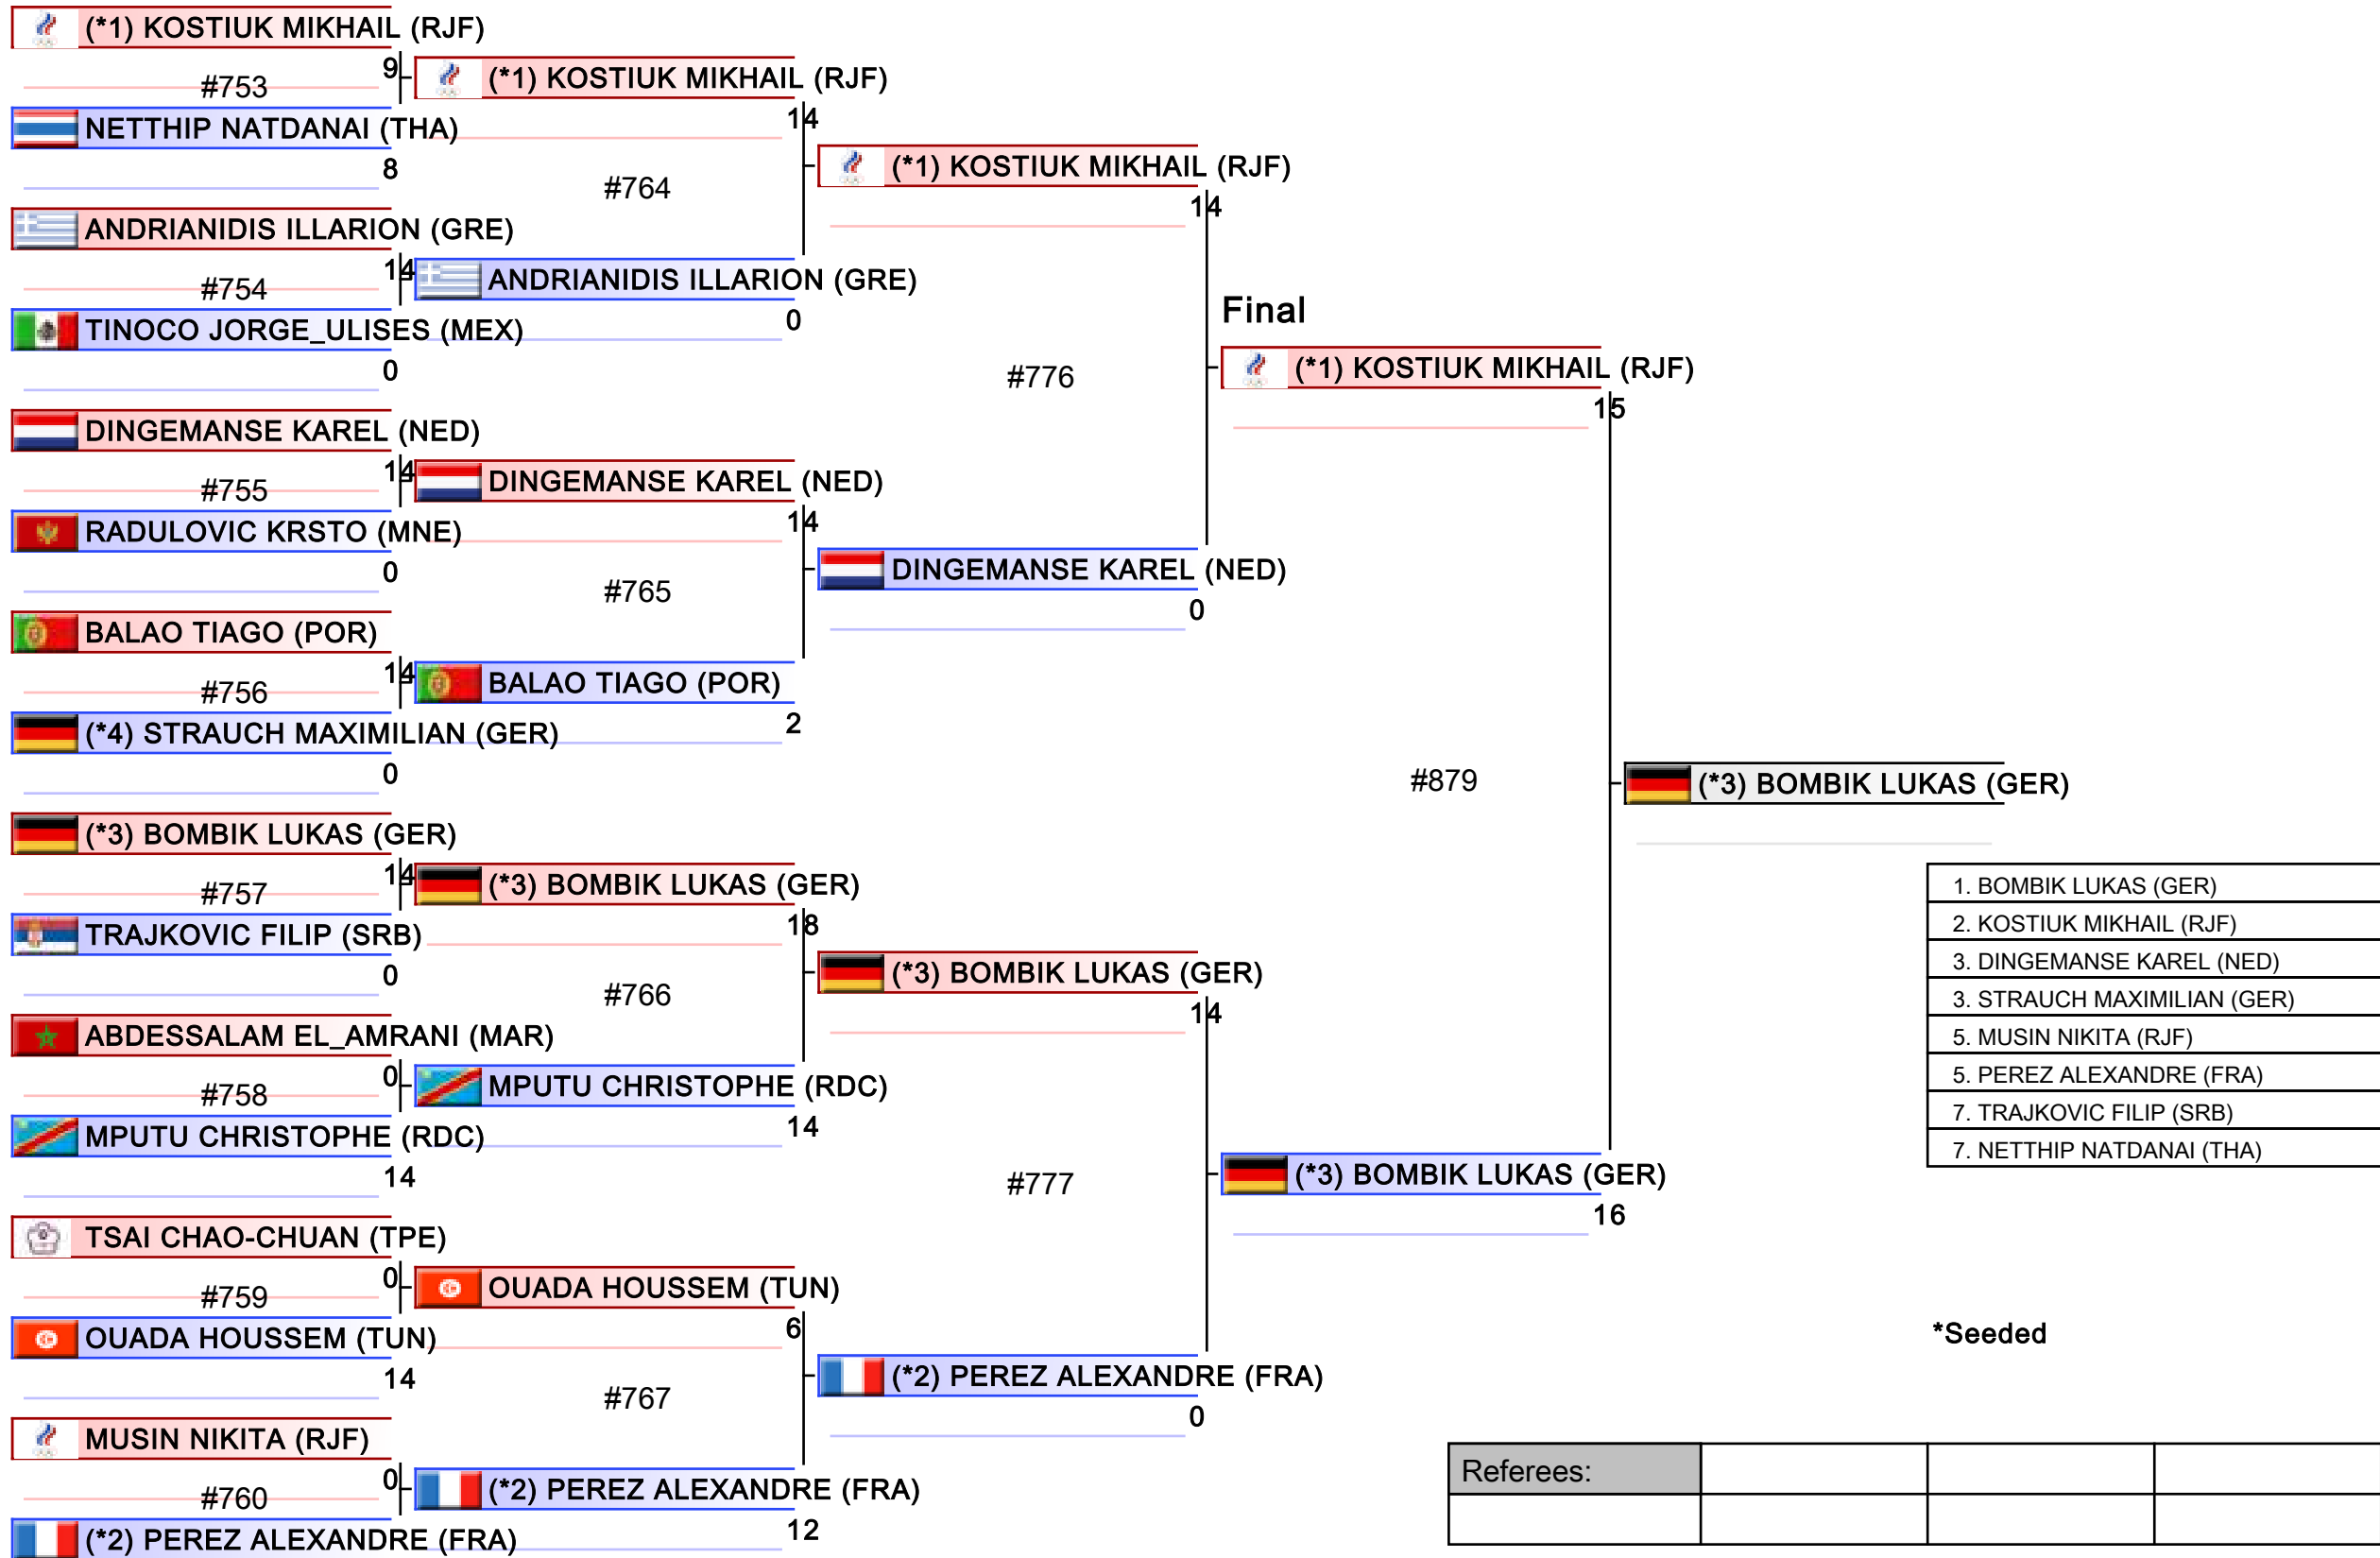 (*1) KOSTIUK MIKHAIL (RJF)
9
#753
NETTHIP NATDANAI (THA)
8
ANDRIANIDIS ILLARION (GRE)
14
#754
TINOCO JORGE_ULISES (MEX)
0
DINGEMANSE KAREL (NED)
14
#755
RADULOVIC KRSTO (MNE)
0
BALAO TIAGO (POR)
14
#756
(*4) STRAUCH MAXIMILIAN (GER)
0
(*3) BOMBIK LUKAS (GER)
14
#757
TRAJKOVIC FILIP (SRB)
0
ABDESSALAM EL_AMRANI (MAR)
0
#758
MPUTU CHRISTOPHE (RDC)
14
TSAI CHAO-CHUAN (TPE)
0
#759
OUADA HOUSSEM (TUN)
14
MUSIN NIKITA (RJF)
0
#760
(*2) PEREZ ALEXANDRE (FRA)
(*1) KOSTIUK MIKHAIL (RJF)
14
#764
ANDRIANIDIS ILLARION (GRE)
0
DINGEMANSE KAREL (NED)
14
#765
BALAO TIAGO (POR)
2
(*3) BOMBIK LUKAS (GER)
18
#766
MPUTU CHRISTOPHE (RDC)
14
OUADA HOUSSEM (TUN)
6
#767
(*2) PEREZ ALEXANDRE (FRA)
12
(*1) KOSTIUK MIKHAIL (RJF)
14
#776
DINGEMANSE KAREL (NED)
0
(*3) BOMBIK LUKAS (GER)
14
#777
(*2) PEREZ ALEXANDRE (FRA)
0
Final
(*1) KOSTIUK MIKHAIL (RJF)
15
#879
(*3) BOMBIK LUKAS (GER)
16
(*3) BOMBIK LUKAS (GER)
1. BOMBIK LUKAS (GER)
2. KOSTIUK MIKHAIL (RJF)
3. DINGEMANSE KAREL (NED)
3. STRAUCH MAXIMILIAN (GER)
5. MUSIN NIKITA (RJF)
5. PEREZ ALEXANDRE (FRA)
7. TRAJKOVIC FILIP (SRB)
7. NETTHIP NATDANAI (THA)
*Seeded
Referees: